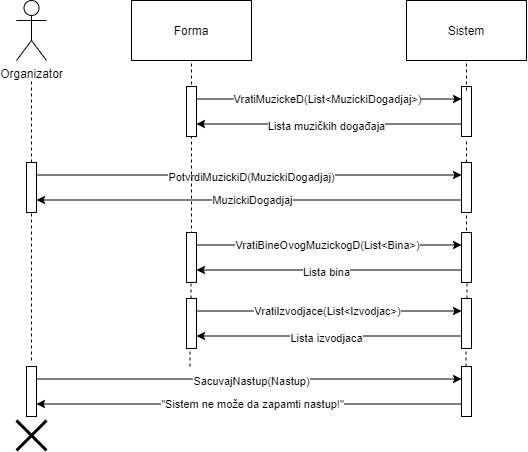 Forma
Sistem
Organizator
VratiMuzickeD(List<MuzickiDogadjaj>)
Lista muzičkih događaja
PotvrdiMuzickiD(MuzickiDogadjaj)
MuzickiDogadjaj
VratiBineOvogMuzickogD(List<Bina>)
Lista bina
VratiIzvodjace(List<Izvodjac>)
Lista izvodjaca
SacuvajNastup(Nastup)
"Sistem ne može da zapamti nastup!"